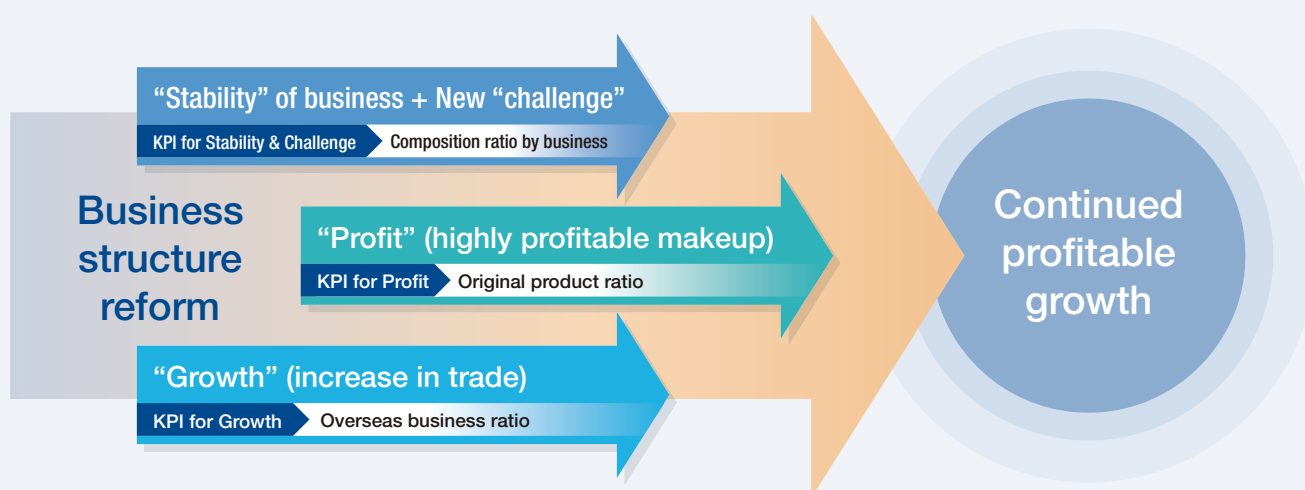 “Stability” of business + New “challenge”
KPI for Stability & Challenge
Composition ratio by business
Business
structure
reform
“Profit” (highly profitable makeup)
KPI for Profit
Original product ratio
“Growth” (increase in trade)
KPI for Growth
Overseas business ratio
Continued
profitable
growth